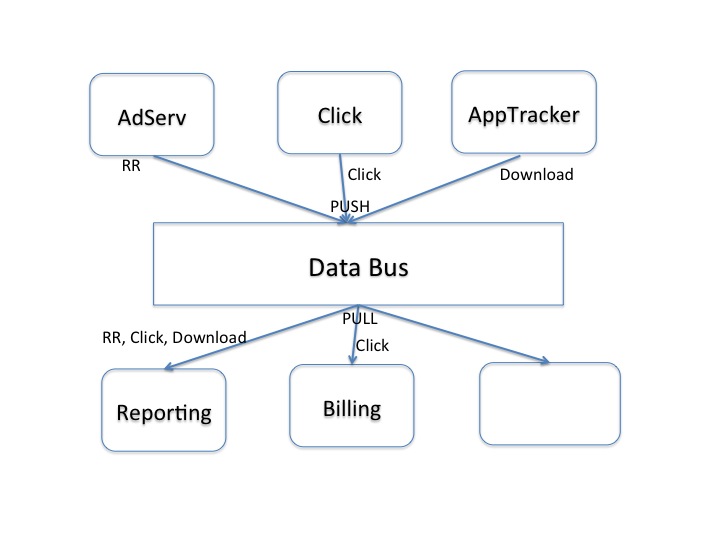 AdServ
Click
AppTracker
RR
Click
Download
PUSH
Data Bus
PULL
RR, Click, Download
Click
Reporting
Billing